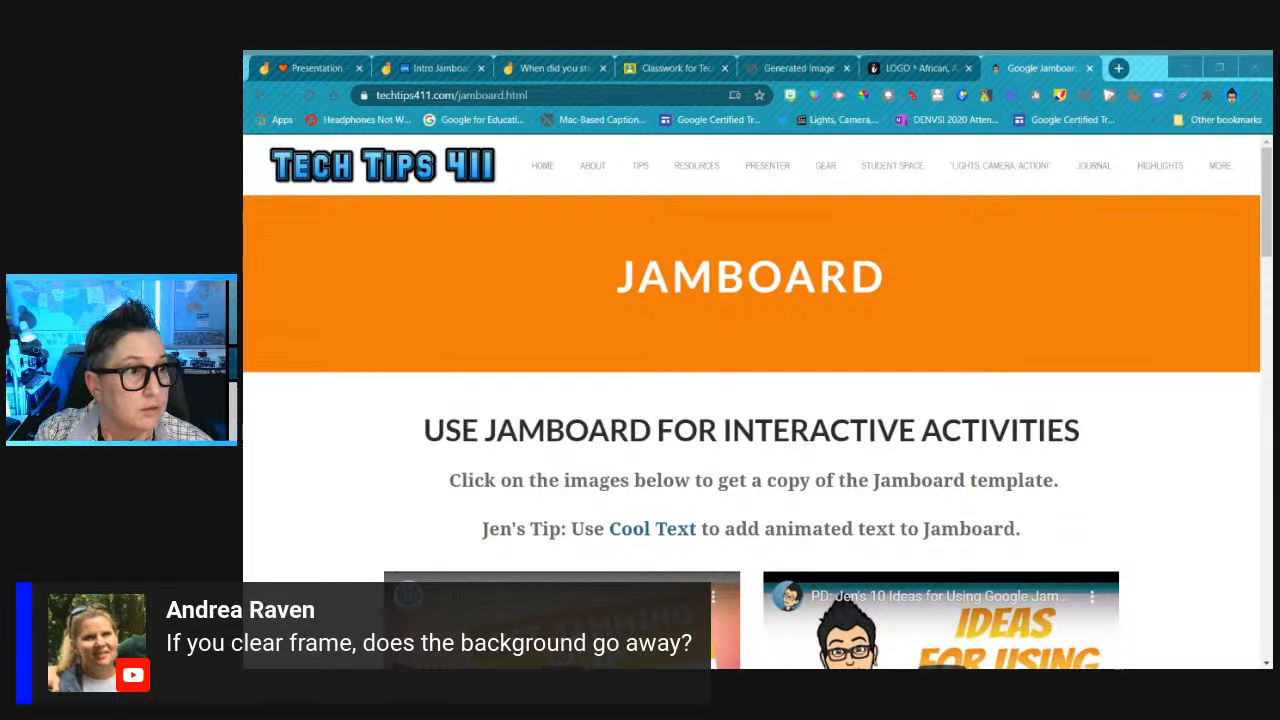 Presentation
Intro Jamboa
When did you st
Classwork for Tec
Generated Image
LOGO * African, A
Google Jamboard
techtips411.com/jamboard.html
Apps
Headphones Not W...
Google for Educati...
Mac-Based Caption...
Google Certified Tr...
Lights, Camera,...
DENVSI 2020 Atten...
Google Certified Tr...
Other bookmarks
TECH TIPS 411
HOME
ABOUT
TIPS
RESOURCES
PRESENTER
GEAR
STUDENT SPACE
"LIGHTS, CAMERA, ACTION!"
JOURNAL
HIGHLIGHTS
MORE...
JAMBOARD
USE JAMBOARD FOR INTERACTIVE ACTIVITIES
Click on the images below to get a copy of the Jamboard template.
Jen's Tip: Use Cool Text to add animated text to Jamboard.
PD: Jen's 10 Ideas for Using Google Jam...
IDEAS
FOR USING
Andrea Raven
If you clear frame, does the background go away?